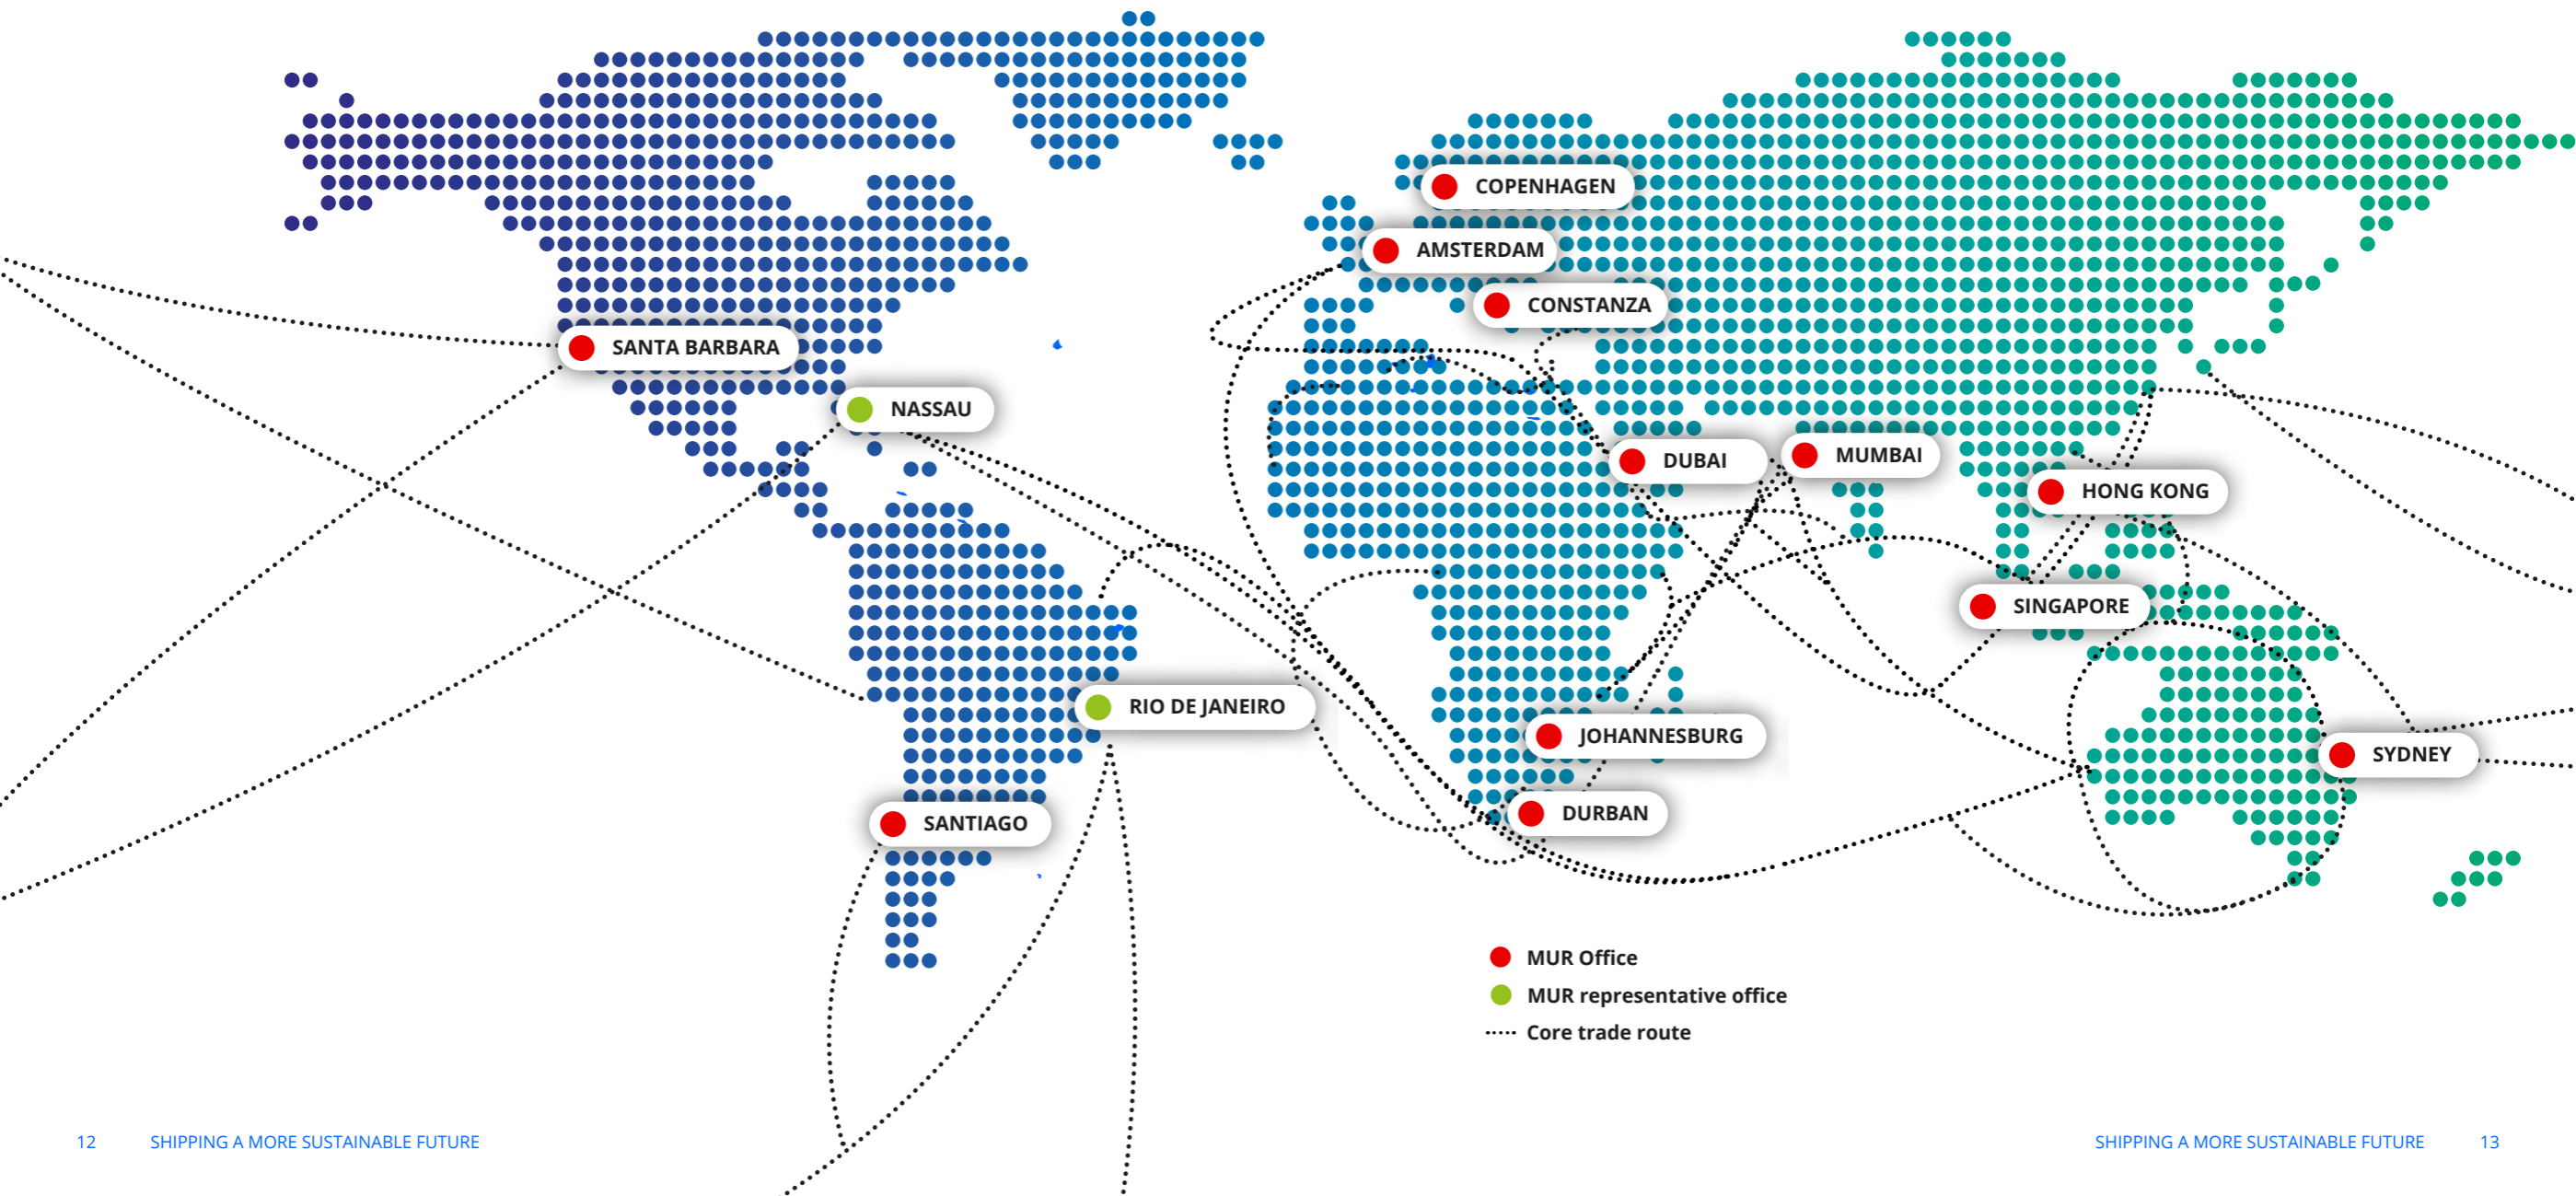 COPENHAGEN
AMSTERDAM
CONSTANZA
SANTA BARBARA
NASSAU
DUBAI
MUMBAI
HONG KONG
SINGAPORE
RIO DE JANEIRO
JOHANNESBURG
SYDNEY
DURBAN
SANTIAGO
MUR Office
MUR representative office
Core trade route
12 SHIPPING A MORE SUSTAINABLE FUTURE
SHIPPING A MORE SUSTAINABLE FUTURE 13